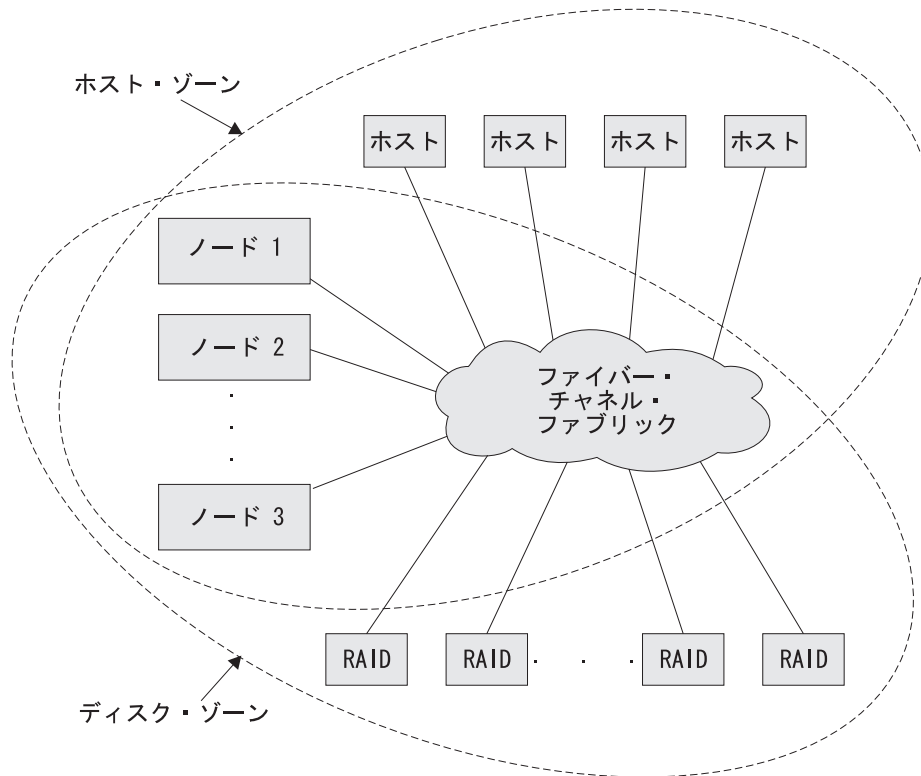 ホスト・ゾーン
ホスト
ホスト
ホスト
ホスト
ノード 1
ノード 2
ファイバー・
チャネル・
ファブリック
ノード 3
RAID
RAID
RAID
RAID
ディスク・ゾーン